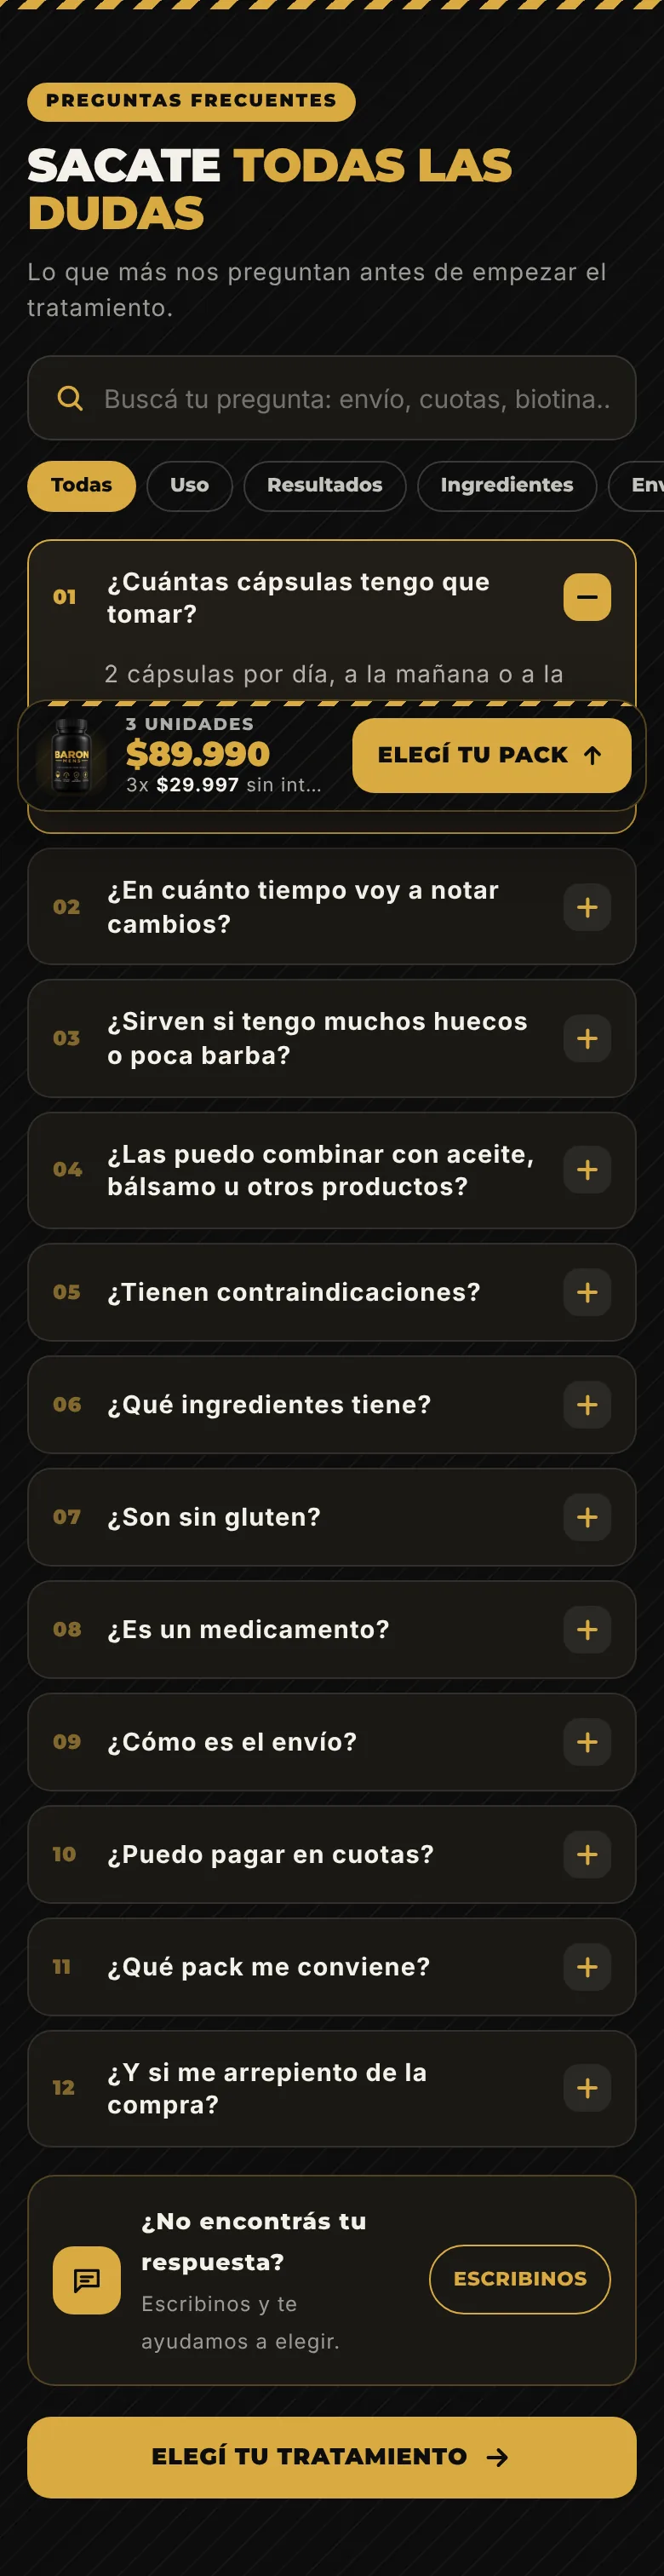 PREGUNTAS FRECUENTES
SACATE TODAS LAS
DUDAS
Lo que más nos preguntan antes de empezar el
tratamiento.
Buscá tu pregunta: envío, cuotas, biotina..
Todas Uso Resultados Ingredientes Env
01 ¿Cuántas cápsulas tengo que
tomar?
2 cápsulas por día, a la mañana o a la
BARON
3 UNIDADES
$89.990
3x $29.997 sin int...
ELEGÍ TU PACK ↑
02 ¿En cuánto tiempo voy a notar
cambios?
03 ¿Sirven si tengo muchos huecos
o poca barba?
04 ¿Las puedo combinar con aceite,
bálsamo u otros productos?
05 ¿Tienen contraindicaciones?
06 ¿Qué ingredientes tiene?
07 ¿Son sin gluten?
08 ¿Es un medicamento?
09 ¿Cómo es el envío?
10 ¿Puedo pagar en cuotas?
11 ¿Qué pack me conviene?
12 ¿Y si me arrepiento de la
compra?
¿No encontrás tu
respuesta?
Escribinos y te
ayudamos a elegir.
ESCRIBINOS
ELEGÍ TU TRATAMIENTO →